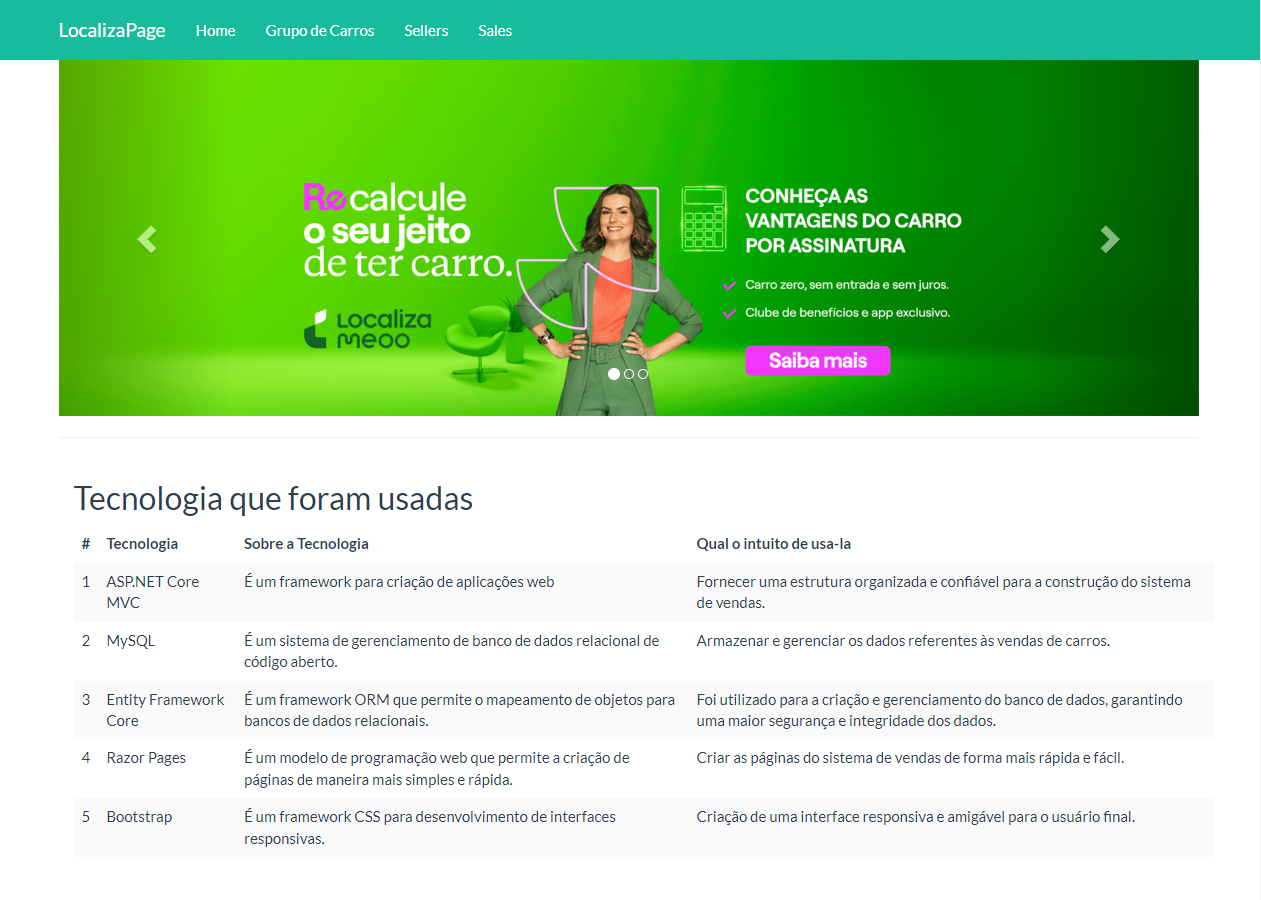 LocalizaPage Home Grupo de Carros Sellers Sales
Recalcule
o seu jeito
de ter carro.
Localiza
meoo
CONHEÇA AS
VANTAGENS DO CARRO
POR ASSINATURA
Carro zero, sem entrada e sem juros.
Clube de benefícios e app exclusivo.
Saiba mais
Tecnologia que foram usadas
# Tecnologia Sobre a Tecnologia Qual o intuito de usa-la
1 ASP.NET Core É um framework para criação de aplicações web Fornecer uma estrutura organizada e confiável para a construção do sistema
MVC de vendas.
2 MySQL É um sistema de gerenciamento de banco de dados relacional de Armazenar e gerenciar os dados referentes às vendas de carros.
código aberto.
3 Entity Framework É um framework ORM que permite o mapeamento de objetos para Foi utilizado para a criação e gerenciamento do banco de dados, garantindo
Core bancos de dados relacionais. uma maior segurança e integridade dos dados.
4 Razor Pages É um modelo de programação web que permite a criação de Criar as páginas do sistema de vendas de forma mais rápida e fácil.
páginas de maneira mais simples e rápida.
5 Bootstrap É um framework CSS para desenvolvimento de interfaces Criação de uma interface responsiva e amigável para o usuário final.
responsivas.